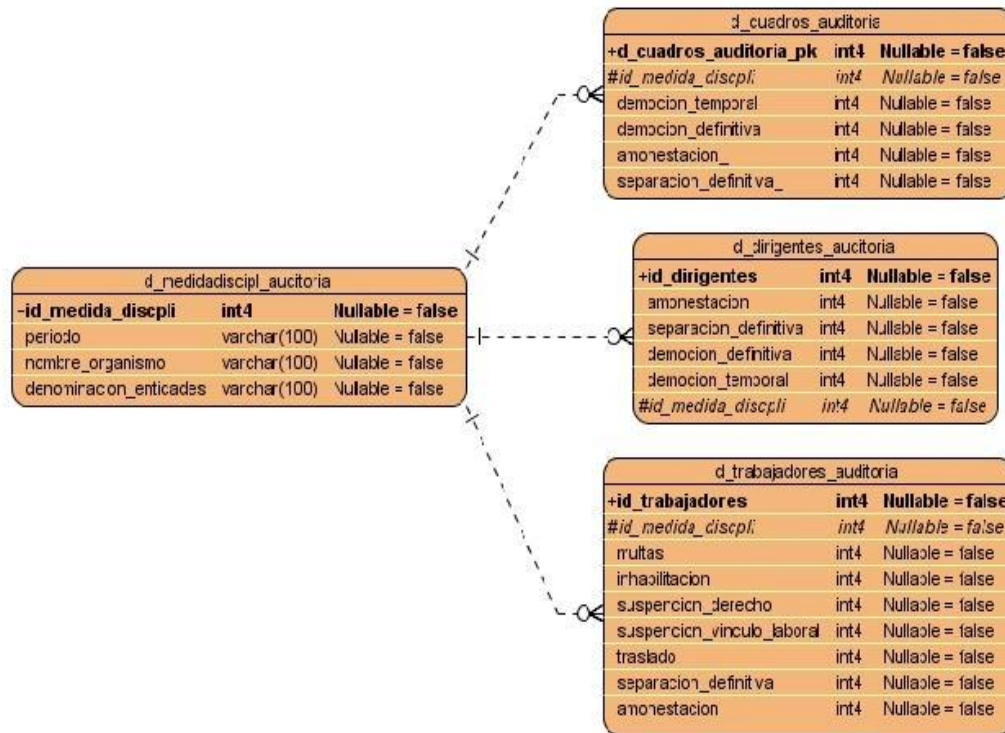 d_cuadros_auditoria
+d_cuadros_auditoria_pk int4 Nullable = false
#id_medida_discpli int4 Nullable = false
democion_temporal int4 Nullable = false
democion_definitiva int4 Nullable = false
amonestacion_ int4 Nullable = false
separacion_definitiva_ int4 Nullable = false
d_medidadiscipl_auditoria
+id_medida_discpli int4 Nullable = false
periodo varchar(100) Nullable = false
nombre_organismo varchar(100) Nullable = false
denominacion_entidades varchar(100) Nullable = false
d_dirigentes_auditoria
+id_dirigentes int4 Nullable = false
amonestacion int4 Nullable = false
separacion_definitiva int4 Nullable = false
democion_definitiva int4 Nullable = false
democion_temporal int4 Nullable = false
#id_medida_discpli int4 Nullable = false
d_trabajadores_auditoria
+id_trabajadores int4 Nullable = false
#id_medida_discpli int4 Nullable = false
multas int4 Nullable = false
inhabilitacion int4 Nullable = false
suspencion_derecho int4 Nullable = false
suspencion_vinculo_laboral int4 Nullable = false
traslado int4 Nullable = false
separacion_definitiva int4 Nullable = false
amonestacion int4 Nullable = false